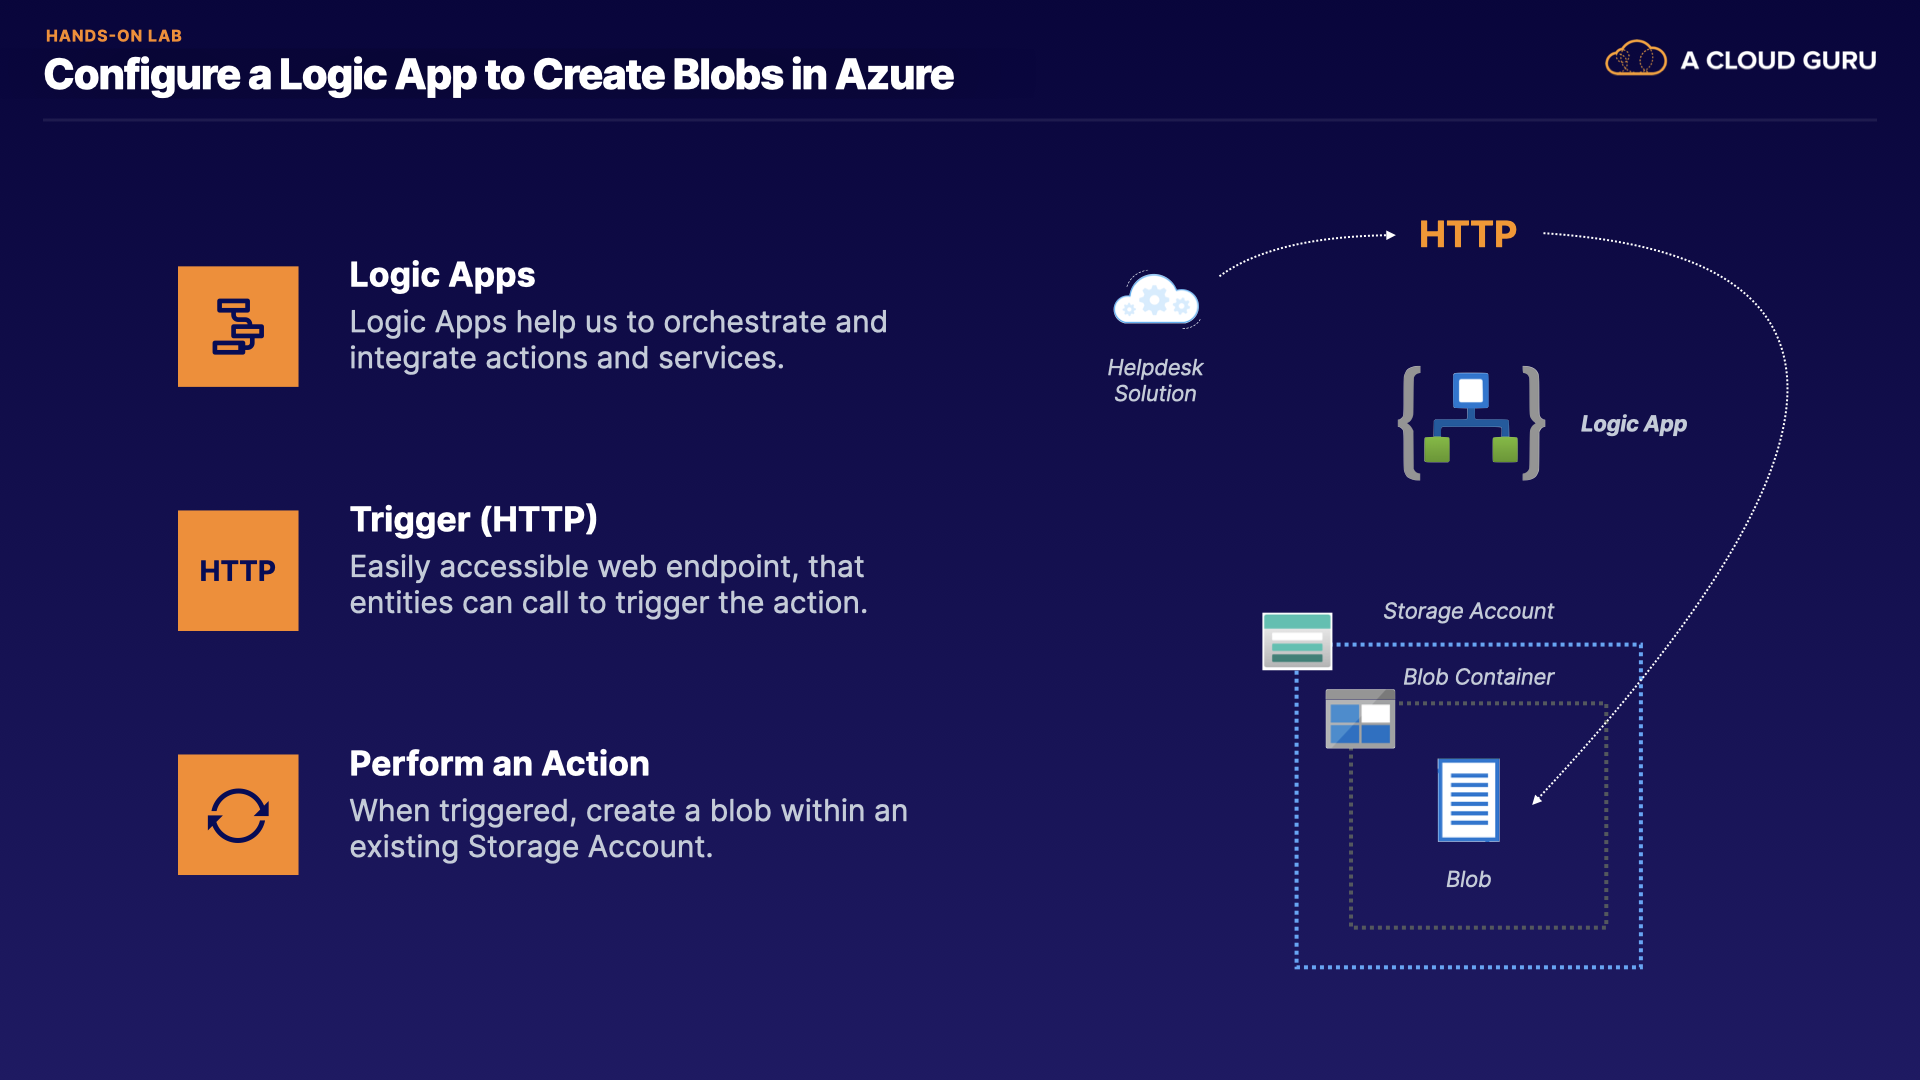 HANDS-ON LAB
Configure a Logic App to Create Blobs in Azure
A CLOUD GURU
Logic Apps
Logic Apps help us to orchestrate and
integrate actions and services.
HTTP
Trigger (HTTP)
Easily accessible web endpoint, that
entities can call to trigger the action.
Perform an Action
When triggered, create a blob within an
existing Storage Account.
HTTP
Helpdesk
Solution
Logic App
Storage Account
Blob Container
Blob